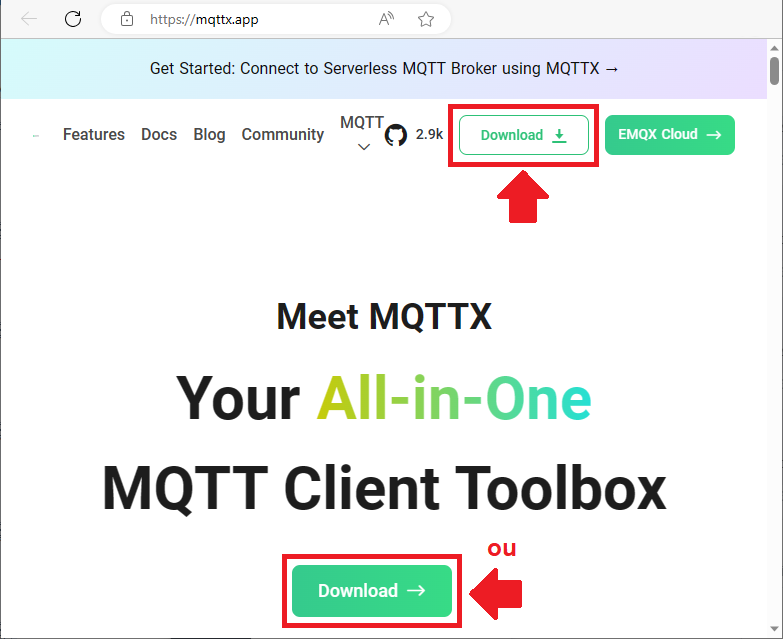 https://mqttx.app
Get Started: Connect to Serverless MQTT Broker using MQTTX →
Features Docs Blog Community MQTT 2.9k Download EMQX Cloud →
Meet MQTTX
Your All-in-One
MQTT Client Toolbox
ou
Download →